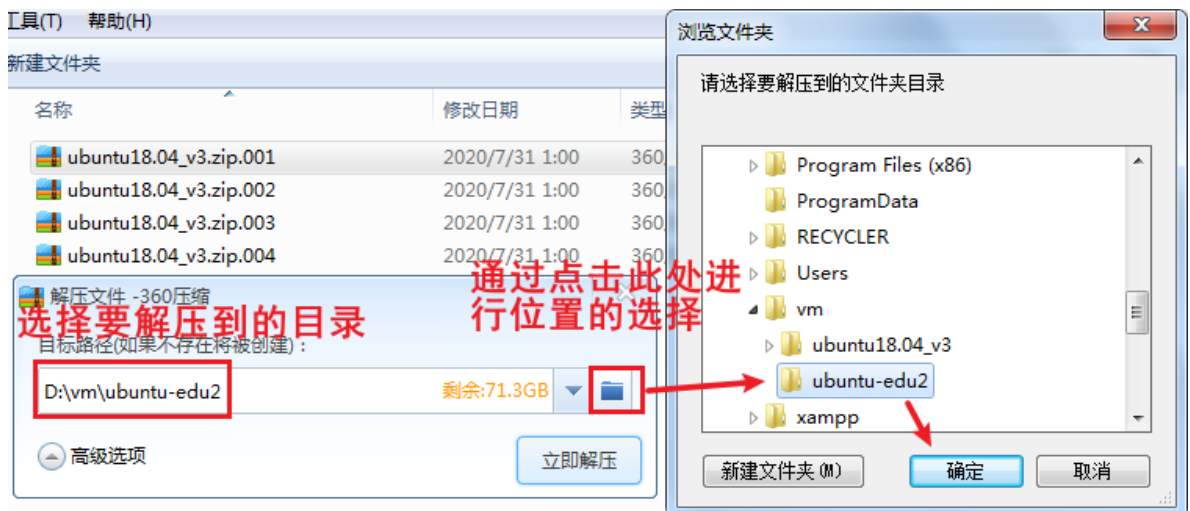 工具(T) 帮助(H)
新建文件夹
名称 修改日期 类型
ubuntu18.04_v3.zip.001 2020/7/31 1:00 360
ubuntu18.04_v3.zip.002 2020/7/31 1:00 360
ubuntu18.04_v3.zip.003 2020/7/31 1:00 360
ubuntu18.04_v3.zip.004 2020/7/31 1:00 360
解压文件 -360压缩
选择要解压到的目录
目标路径(如果不存在将被创建)：
D:\vm\ubuntu-edu2 剩余:71.3GB
高级选项
立即解压
通过点击此处进
行位置的选择
浏览文件夹
请选择要解压到的文件夹目录
Program Files (x86)
ProgramData
RECYCLER
Users
vm
ubuntu18.04_v3
ubuntu-edu2
xampp
新建文件夹(M) 确定 取消